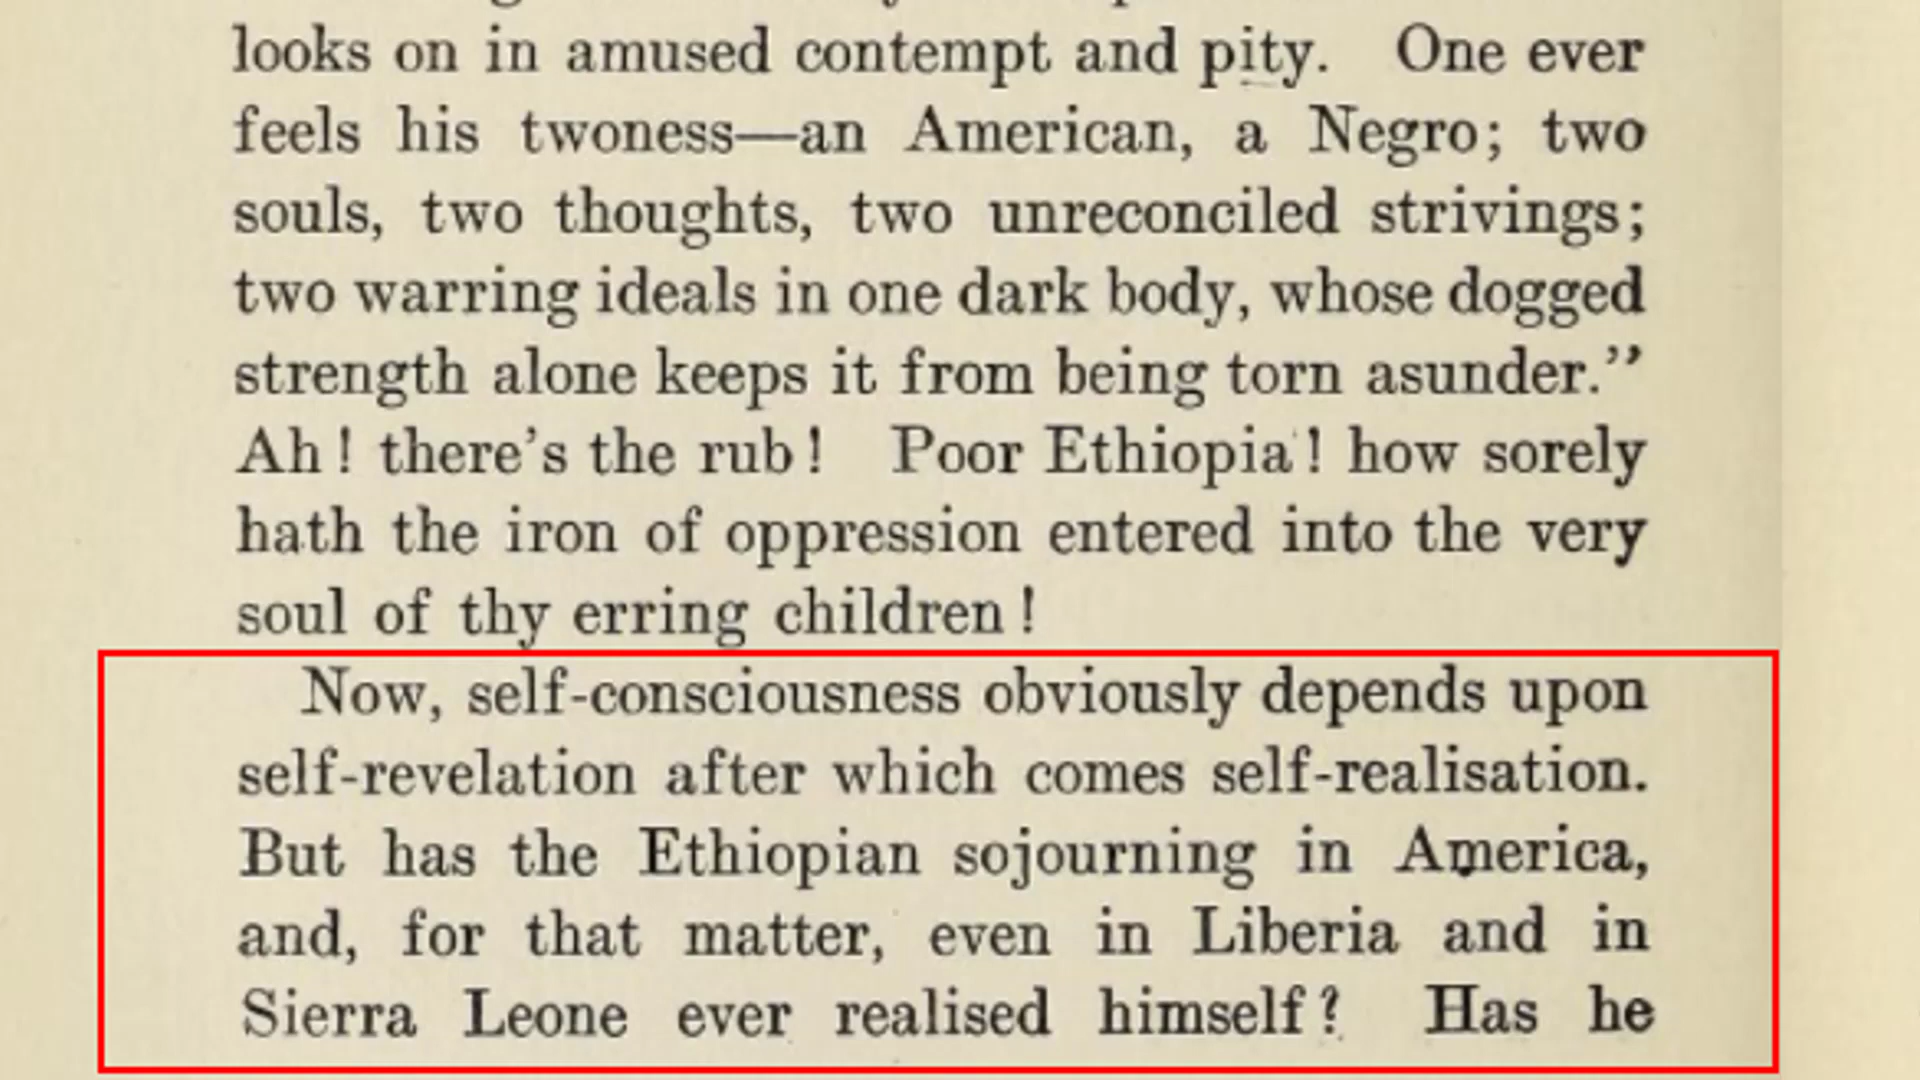 looks on in amused contempt and pity. One ever
feels his twoness—an American, a Negro; two
souls, two thoughts, two unreconciled strivings;
two warring ideals in one dark body, whose dogged
strength alone keeps it from being torn asunder.”
Ah! there’s the rub! Poor Ethiopia! how sorely
hath the iron of oppression entered into the very
soul of thy erring children!
Now, self-consciousness obviously depends upon
self-revelation after which comes self-realisation.
But has the Ethiopian sojourning in America,
and, for that matter, even in Liberia and in
Sierra Leone ever realised himself? Has he